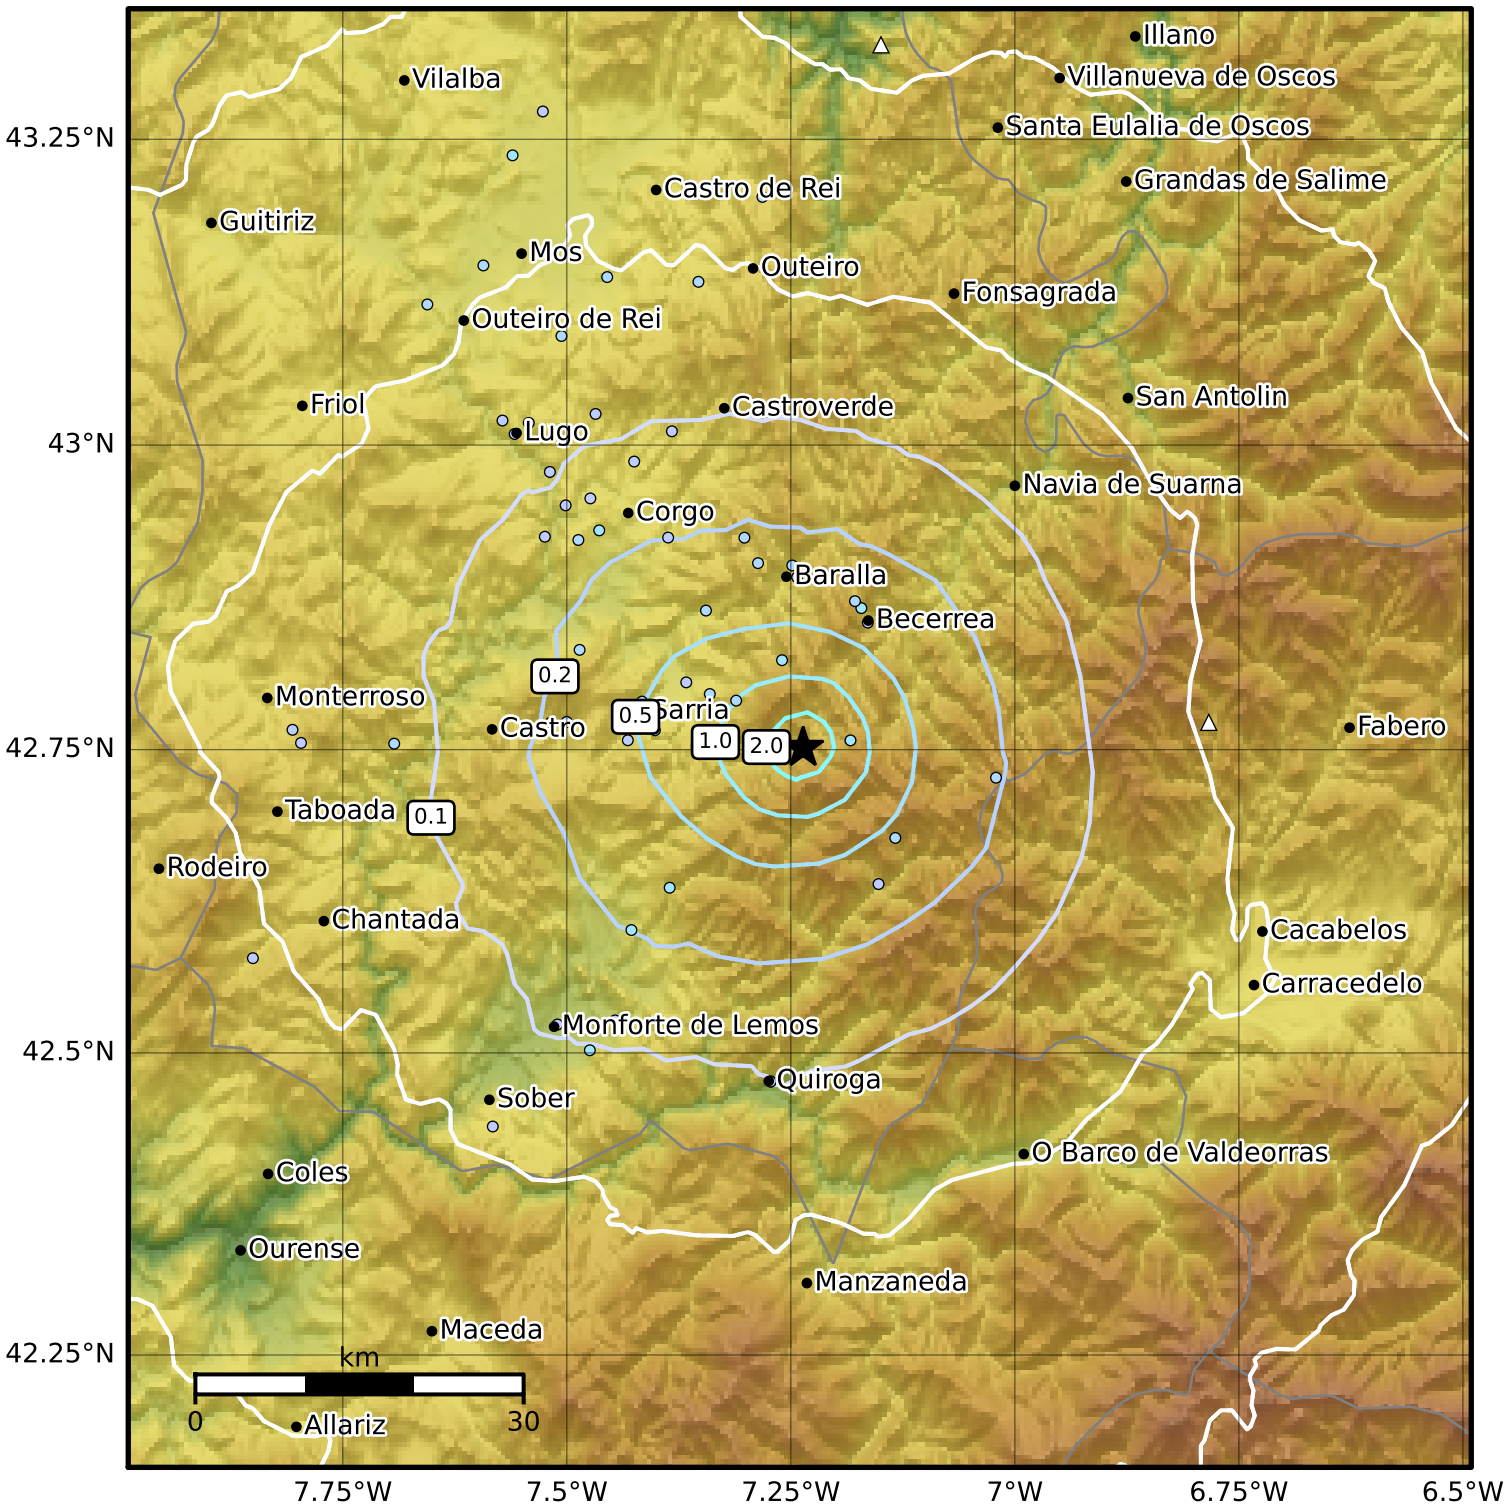 Illano
Vilalba
Villanueva de Oscos
43.25°N
Santa Eulalia de Oscos
Castro de Rei
Grandas de Salime
Guitiriz
Mos
Outeiro
Fonsagrada
Outeiro de Rei
Friol
San Antolin
Castroverde
43°N
Lugo
Navia de Suarna
Corgo
Baralla
Becerrea
0.2
Monterroso
Sarria
0.5
Castro
Fabero
1.0
2.0
42.75°N
Taboada
0.1
Rodeiro
Chantada
Cacabelos
Carracedelo
Monforte de Lemos
42.5°N
Quiroga
Sober
O Barco de Valdeorras
Coles
Ourense
Manzaneda
Maceda
42.25°N
km
0
30
Allariz
7.75°W
7.5°W
7.25°W
7°W
6.75°W
6.5°W